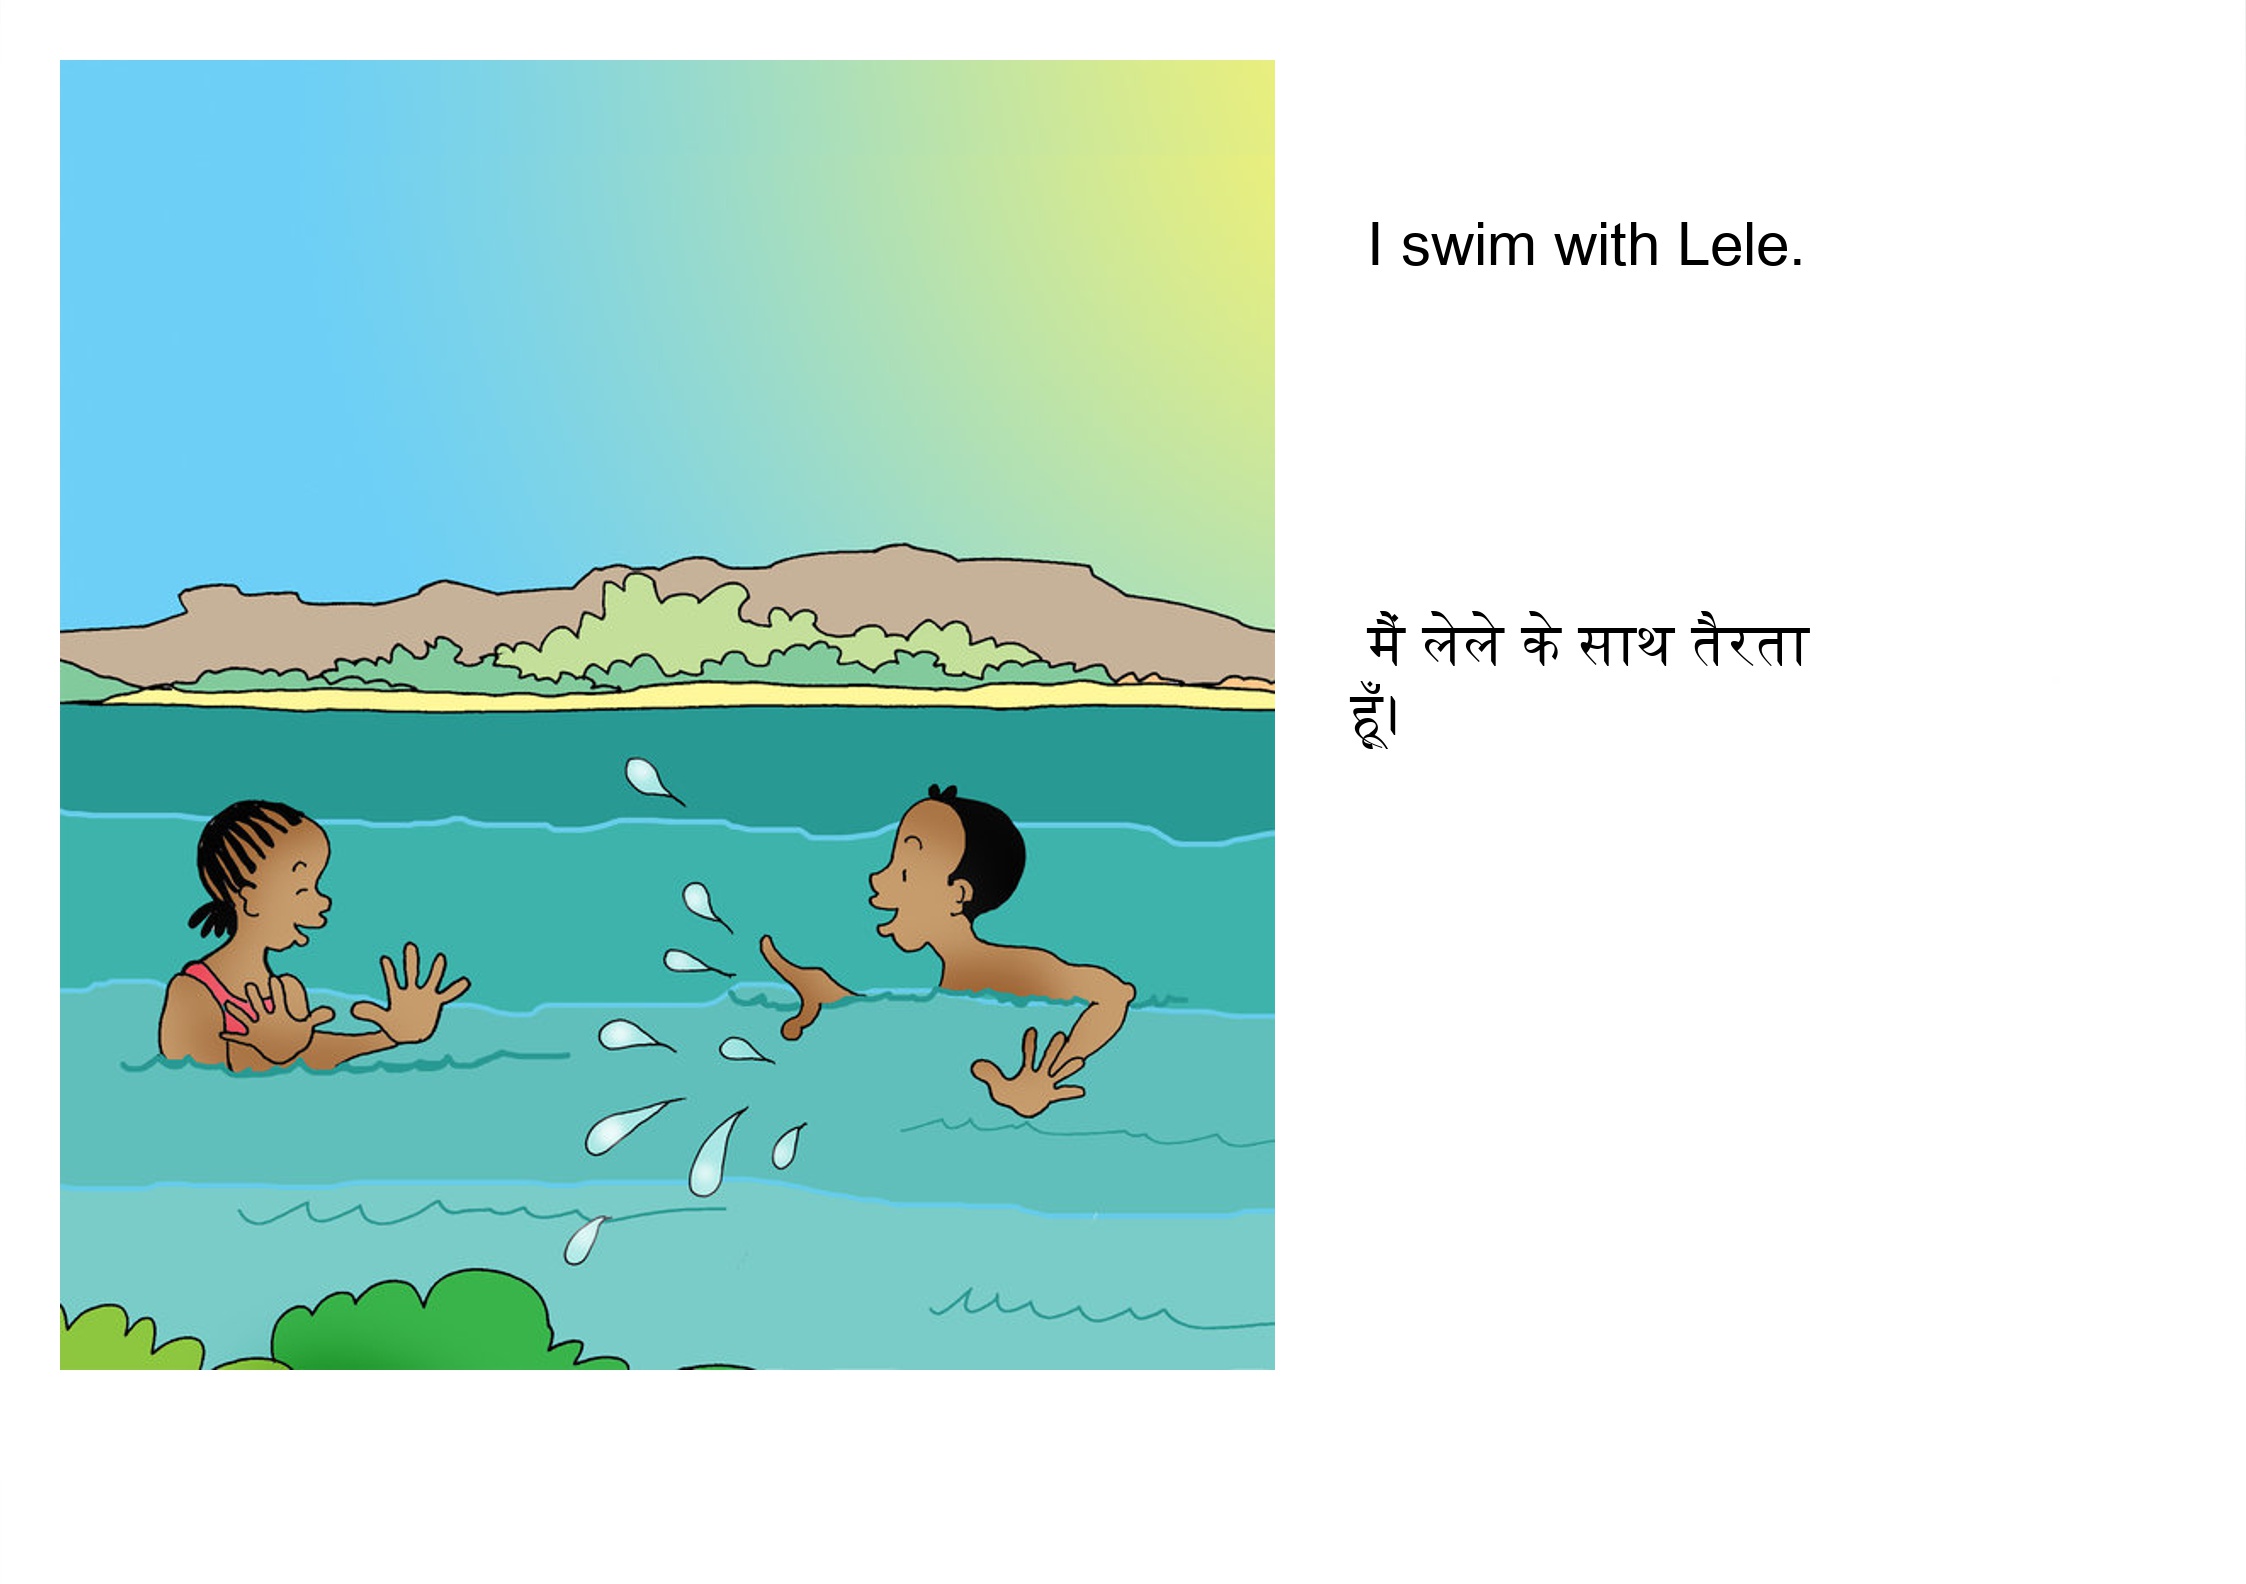 I swim with Lele.
मैं लेले के साथ तैरता
हूँ।